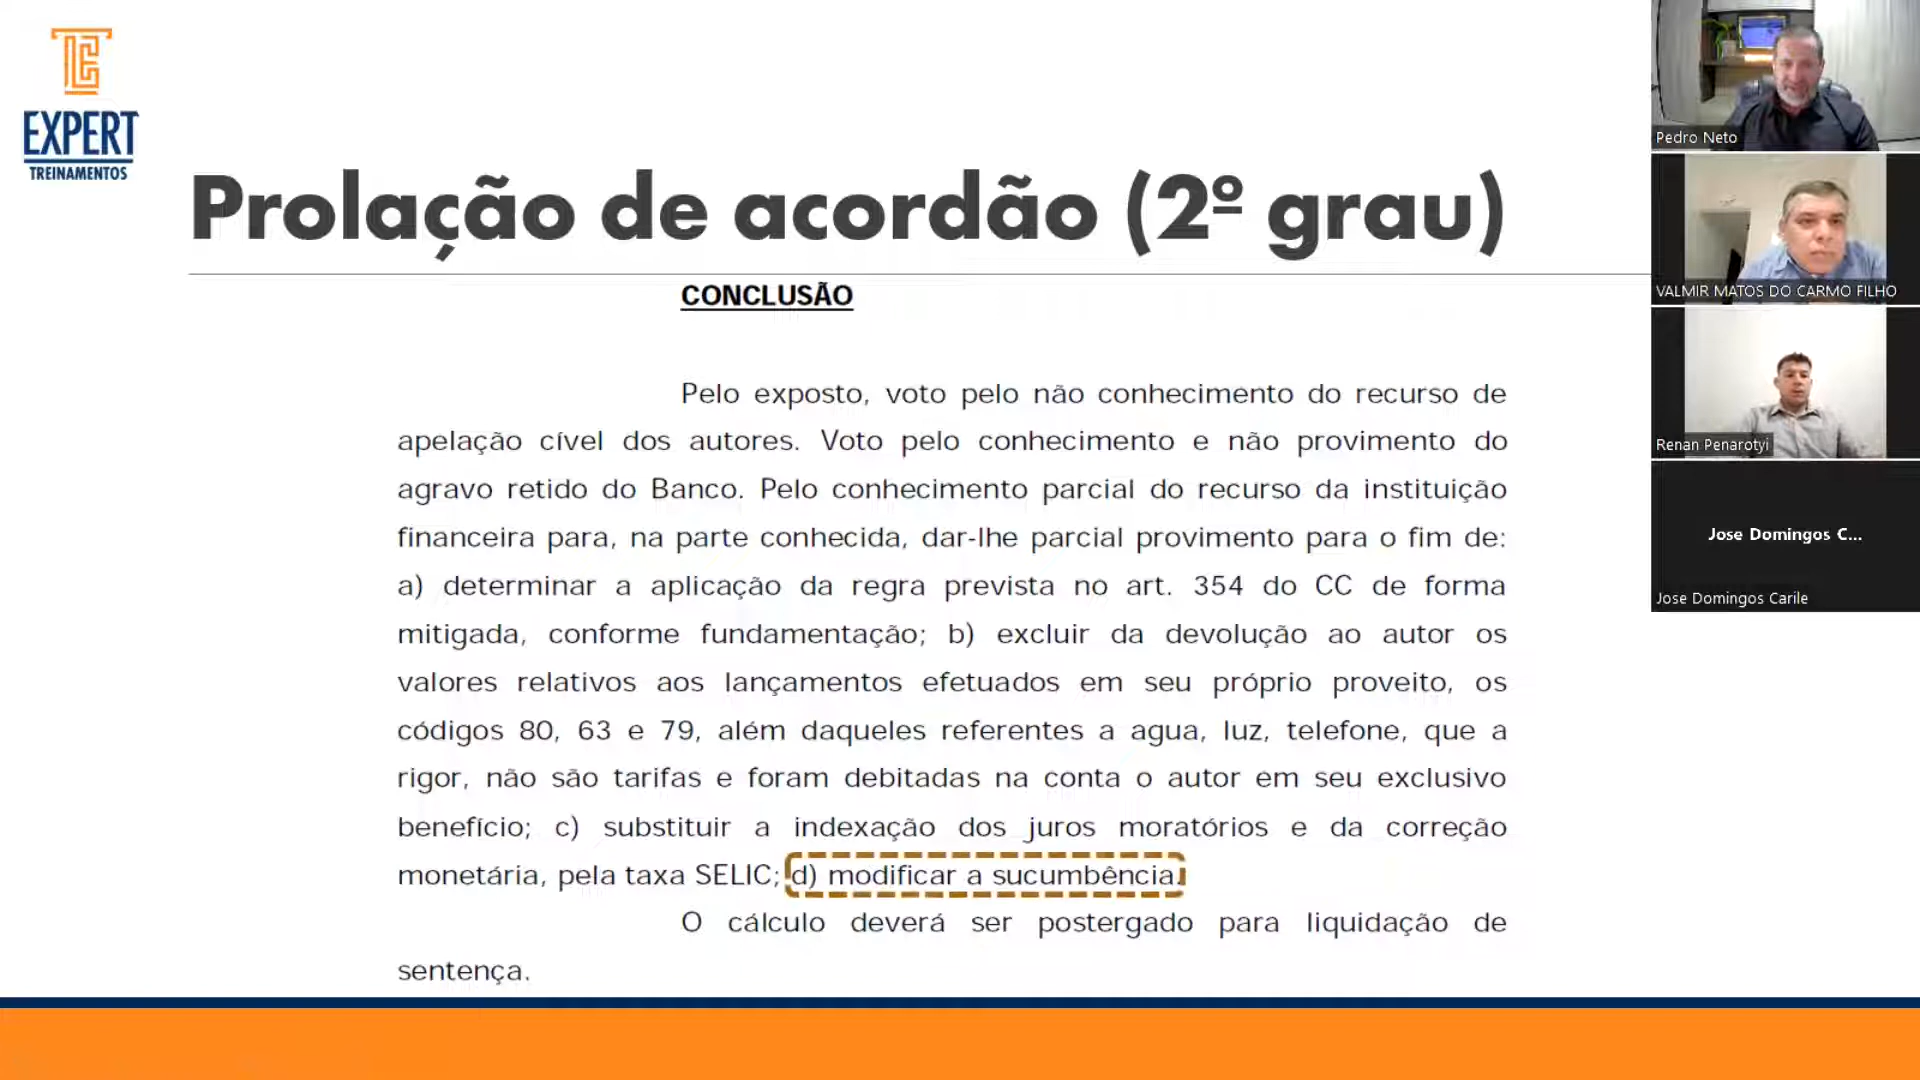 EXPERT
TREINAMENTOS
Prolação de acordão (2º grau)
CONCLUSÃO
Pelo exposto, voto pelo não conhecimento do recurso de
apelação cível dos autores. Voto pelo conhecimento e não provimento do
agravo retido do Banco. Pelo conhecimento parcial do recurso da instituição
financeira para, na parte conhecida, dar-lhe parcial provimento para o fim de:
a) determinar a aplicação da regra prevista no art. 354 do CC de forma
mitigada, conforme fundamentação; b) excluir da devolução ao autor os
valores relativos aos lançamentos efetuados em seu próprio proveito, os
códigos 80, 63 e 79, além daqueles referentes a agua, luz, telefone, que a
rigor, não são tarifas e foram debitadas na conta o autor em seu exclusivo
benefício; c) substituir a indexação dos juros moratórios e da correção
monetária, pela taxa SELIC; d) modificar a sucumbência.
O cálculo deverá ser postergado para liquidação de
sentença.
Pedro Neto
VALMIR MATOS DO CARMO FILHO
Renan Penarotyi
Jose Domingos C...
Jose Domingos Carile